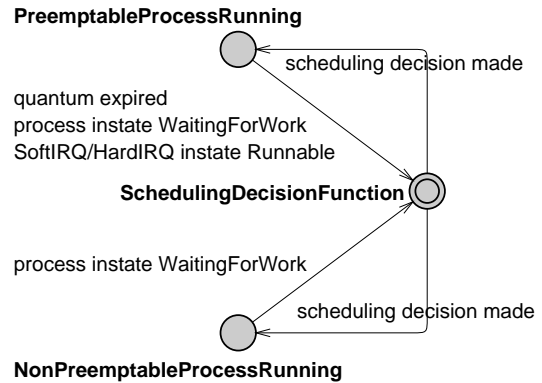 PreemptableProcessRunning
scheduling decision made
quantum expired
process instate WaitingForWork
SoftIRQ/HardIRQ instate Runnable
SchedulingDecisionFunction
process instate WaitingForWork
scheduling decision made
NonPreemptableProcessRunning